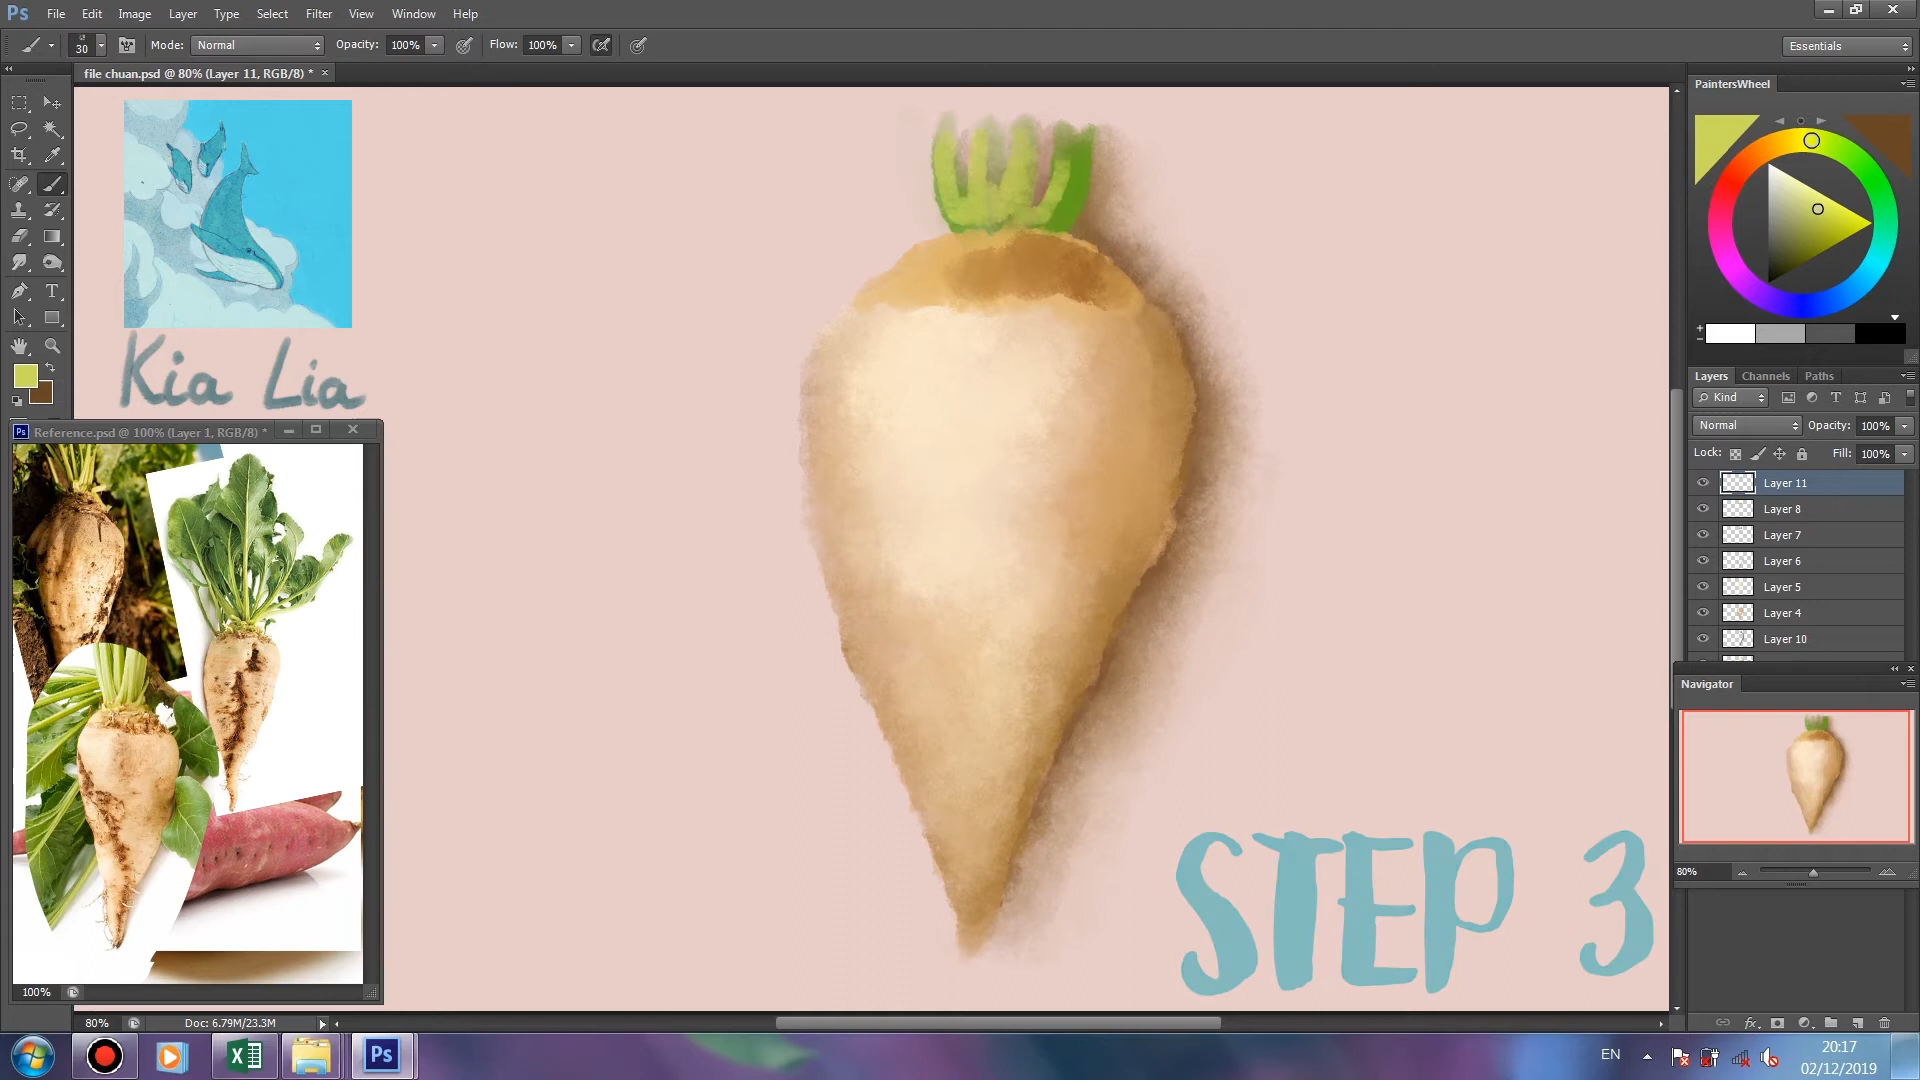 Ps File Edit Image Layer Type Select Filter 3D View Window Help
30 Mode: Normal Opacity: 100% Flow: 100% Essentials
file chuan.psd @ 80% (Layer 11, RGB/8) * ×
PaintersWheel
Kia Lia
Layers Channels Paths
Kind
Normal Opacity: 100%
Lock: Fill: 100%
Layer 11
Layer 8
Layer 7
Layer 6
Layer 5
Layer 4
Layer 10
Ps Reference.psd @ 100% (Layer 1, RGB/8) *
100%
Navigator
80%
STEP 3
80% Doc: 6.79M/23.3M
Ps
EN
20:17
02/12/2019